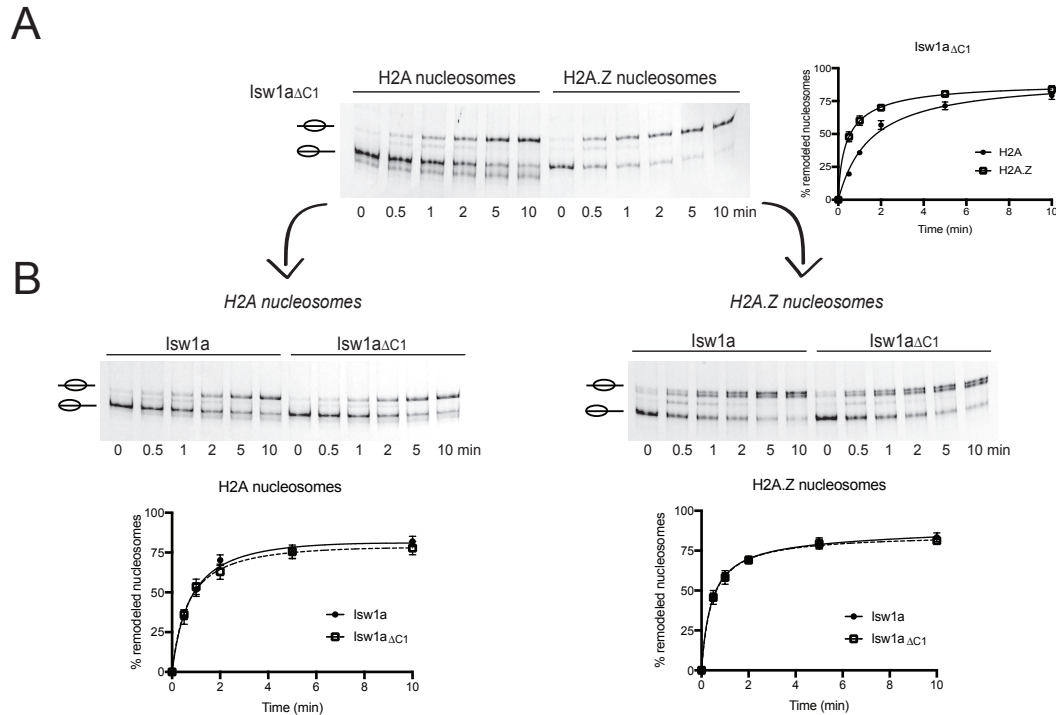 A
Isw1aΔC1
H2A nucleosomes
H2A.Z nucleosomes
0 0.5 1 2 5 10 0 0.5 1 2 5 10 min
Isw1aΔC1
% remodeled nucleosomes
100
75
50
25
0
H2A
H2A.Z
0 2 4 6 8 10
Time (min)
B
H2A nucleosomes
Isw1a
Isw1aΔC1
0 0.5 1 2 5 10 0 0.5 1 2 5 10 min
H2A nucleosomes
% remodeled nucleosomes
100
75
50
25
0
Isw1a
Isw1aΔC1
0 2 4 6 8 10
Time (min)
H2A.Z nucleosomes
Isw1a
Isw1aΔC1
0 0.5 1 2 5 10 0 0.5 1 2 5 10 min
H2A.Z nucleosomes
% remodeled nucleosomes
100
75
50
25
0
Isw1a
Isw1aΔC1
0 2 4 6 8 10
Time (min)